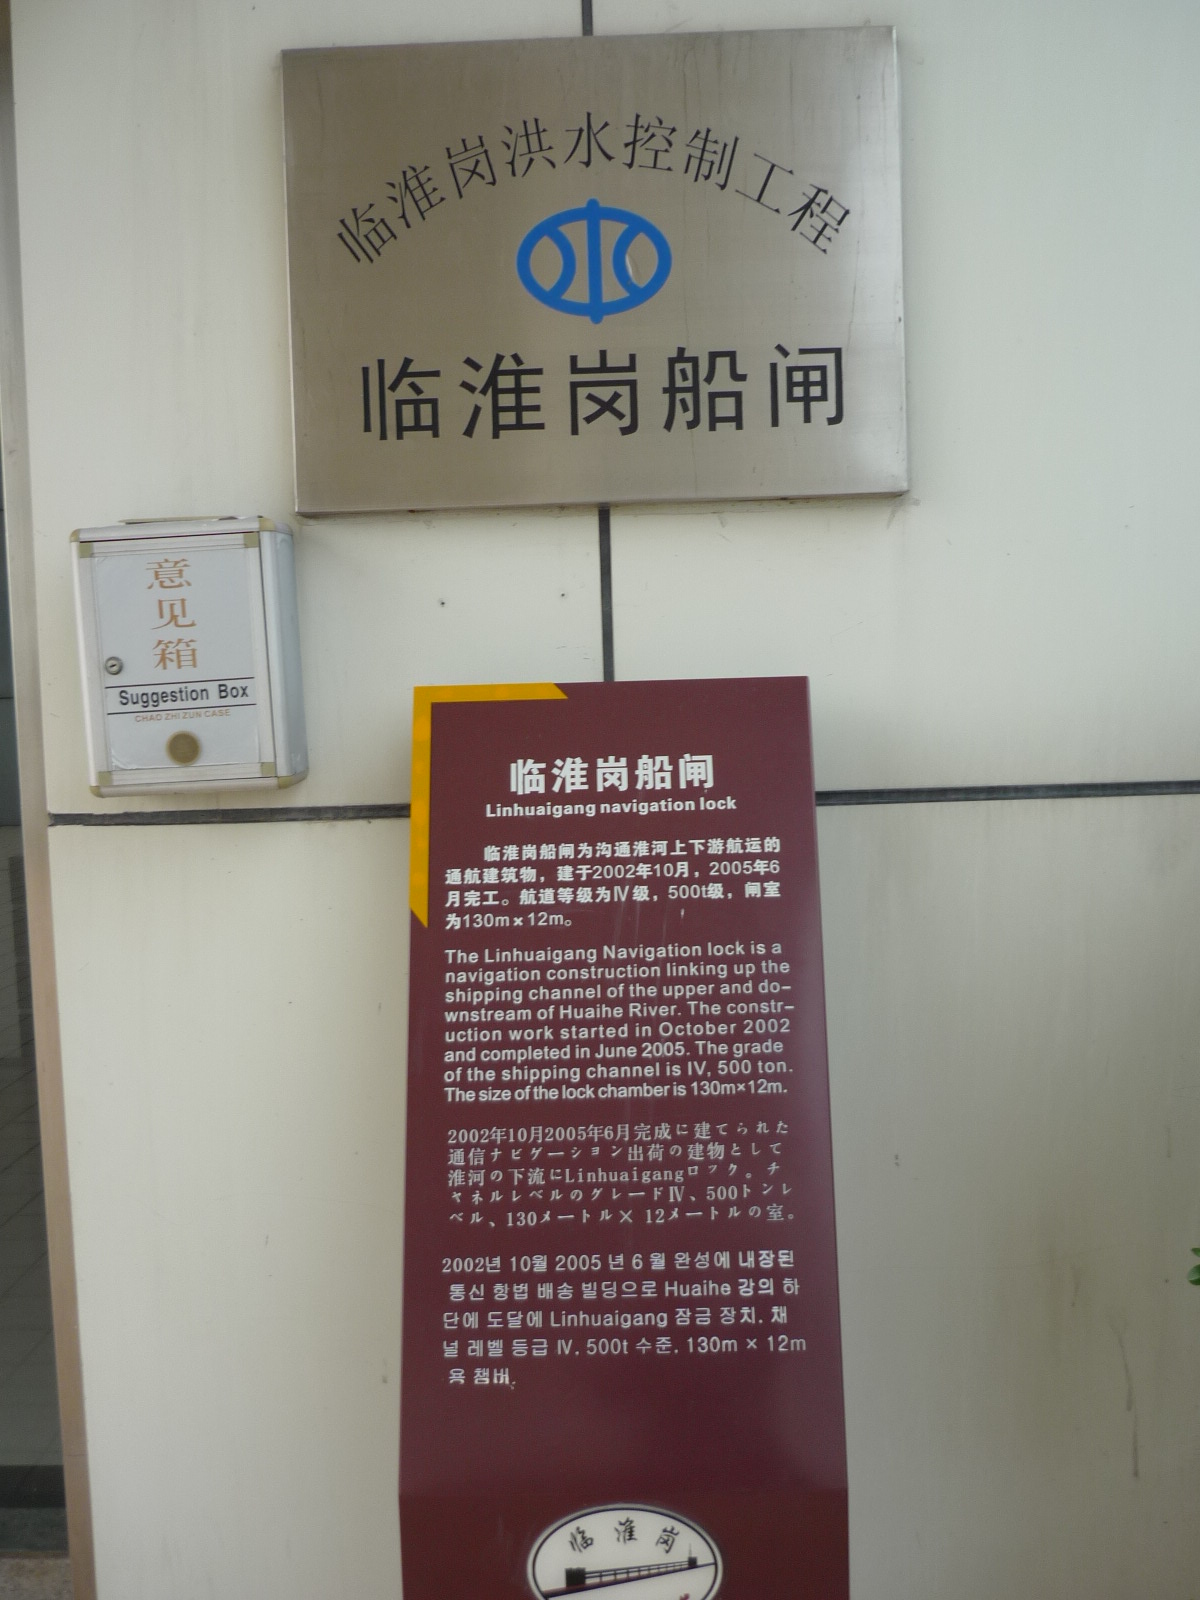 临淮岗洪水控制工程
临淮岗船闸
意
见
箱
Suggestion Box
CHAO ZHI ZUN CASE
临淮岗船闸
Linhuaigang navigation lock
临淮岗船闸为沟通淮河上下游航运的
通航建筑物，建于2002年10月，2005年6
月完工。航道等级为Ⅳ级，500t级，闸室
为130m×12m。
The Linhuaigang Navigation lock is a
navigation construction linking up the
shipping channel of the upper and do-
wnstream of Huaihe River. The constr-
uction work started in October 2002
and completed in June 2005. The grade
of the shipping channel is IV, 500 ton.
The size of the lock chamber is 130m×12m.
2002年10月2005年6月完成に建てられた
通信ナビゲーション出荷の建物として
淮河の下流にLinhuaigangロック。チ
ャネルレベルのグレードⅣ、500トンレ
ベル、130メートル× 12メートルの室。
2002년 10월 2005 년 6 월 완성에 내장된
통신 항법 배송 빌딩으로 Huaihe 강의 하
단에 도달에 Linhuaigang 잠금 장치. 채
널 레벨 등급 Ⅳ. 500t 수준. 130m × 12m
용 챔버.
临淮岗